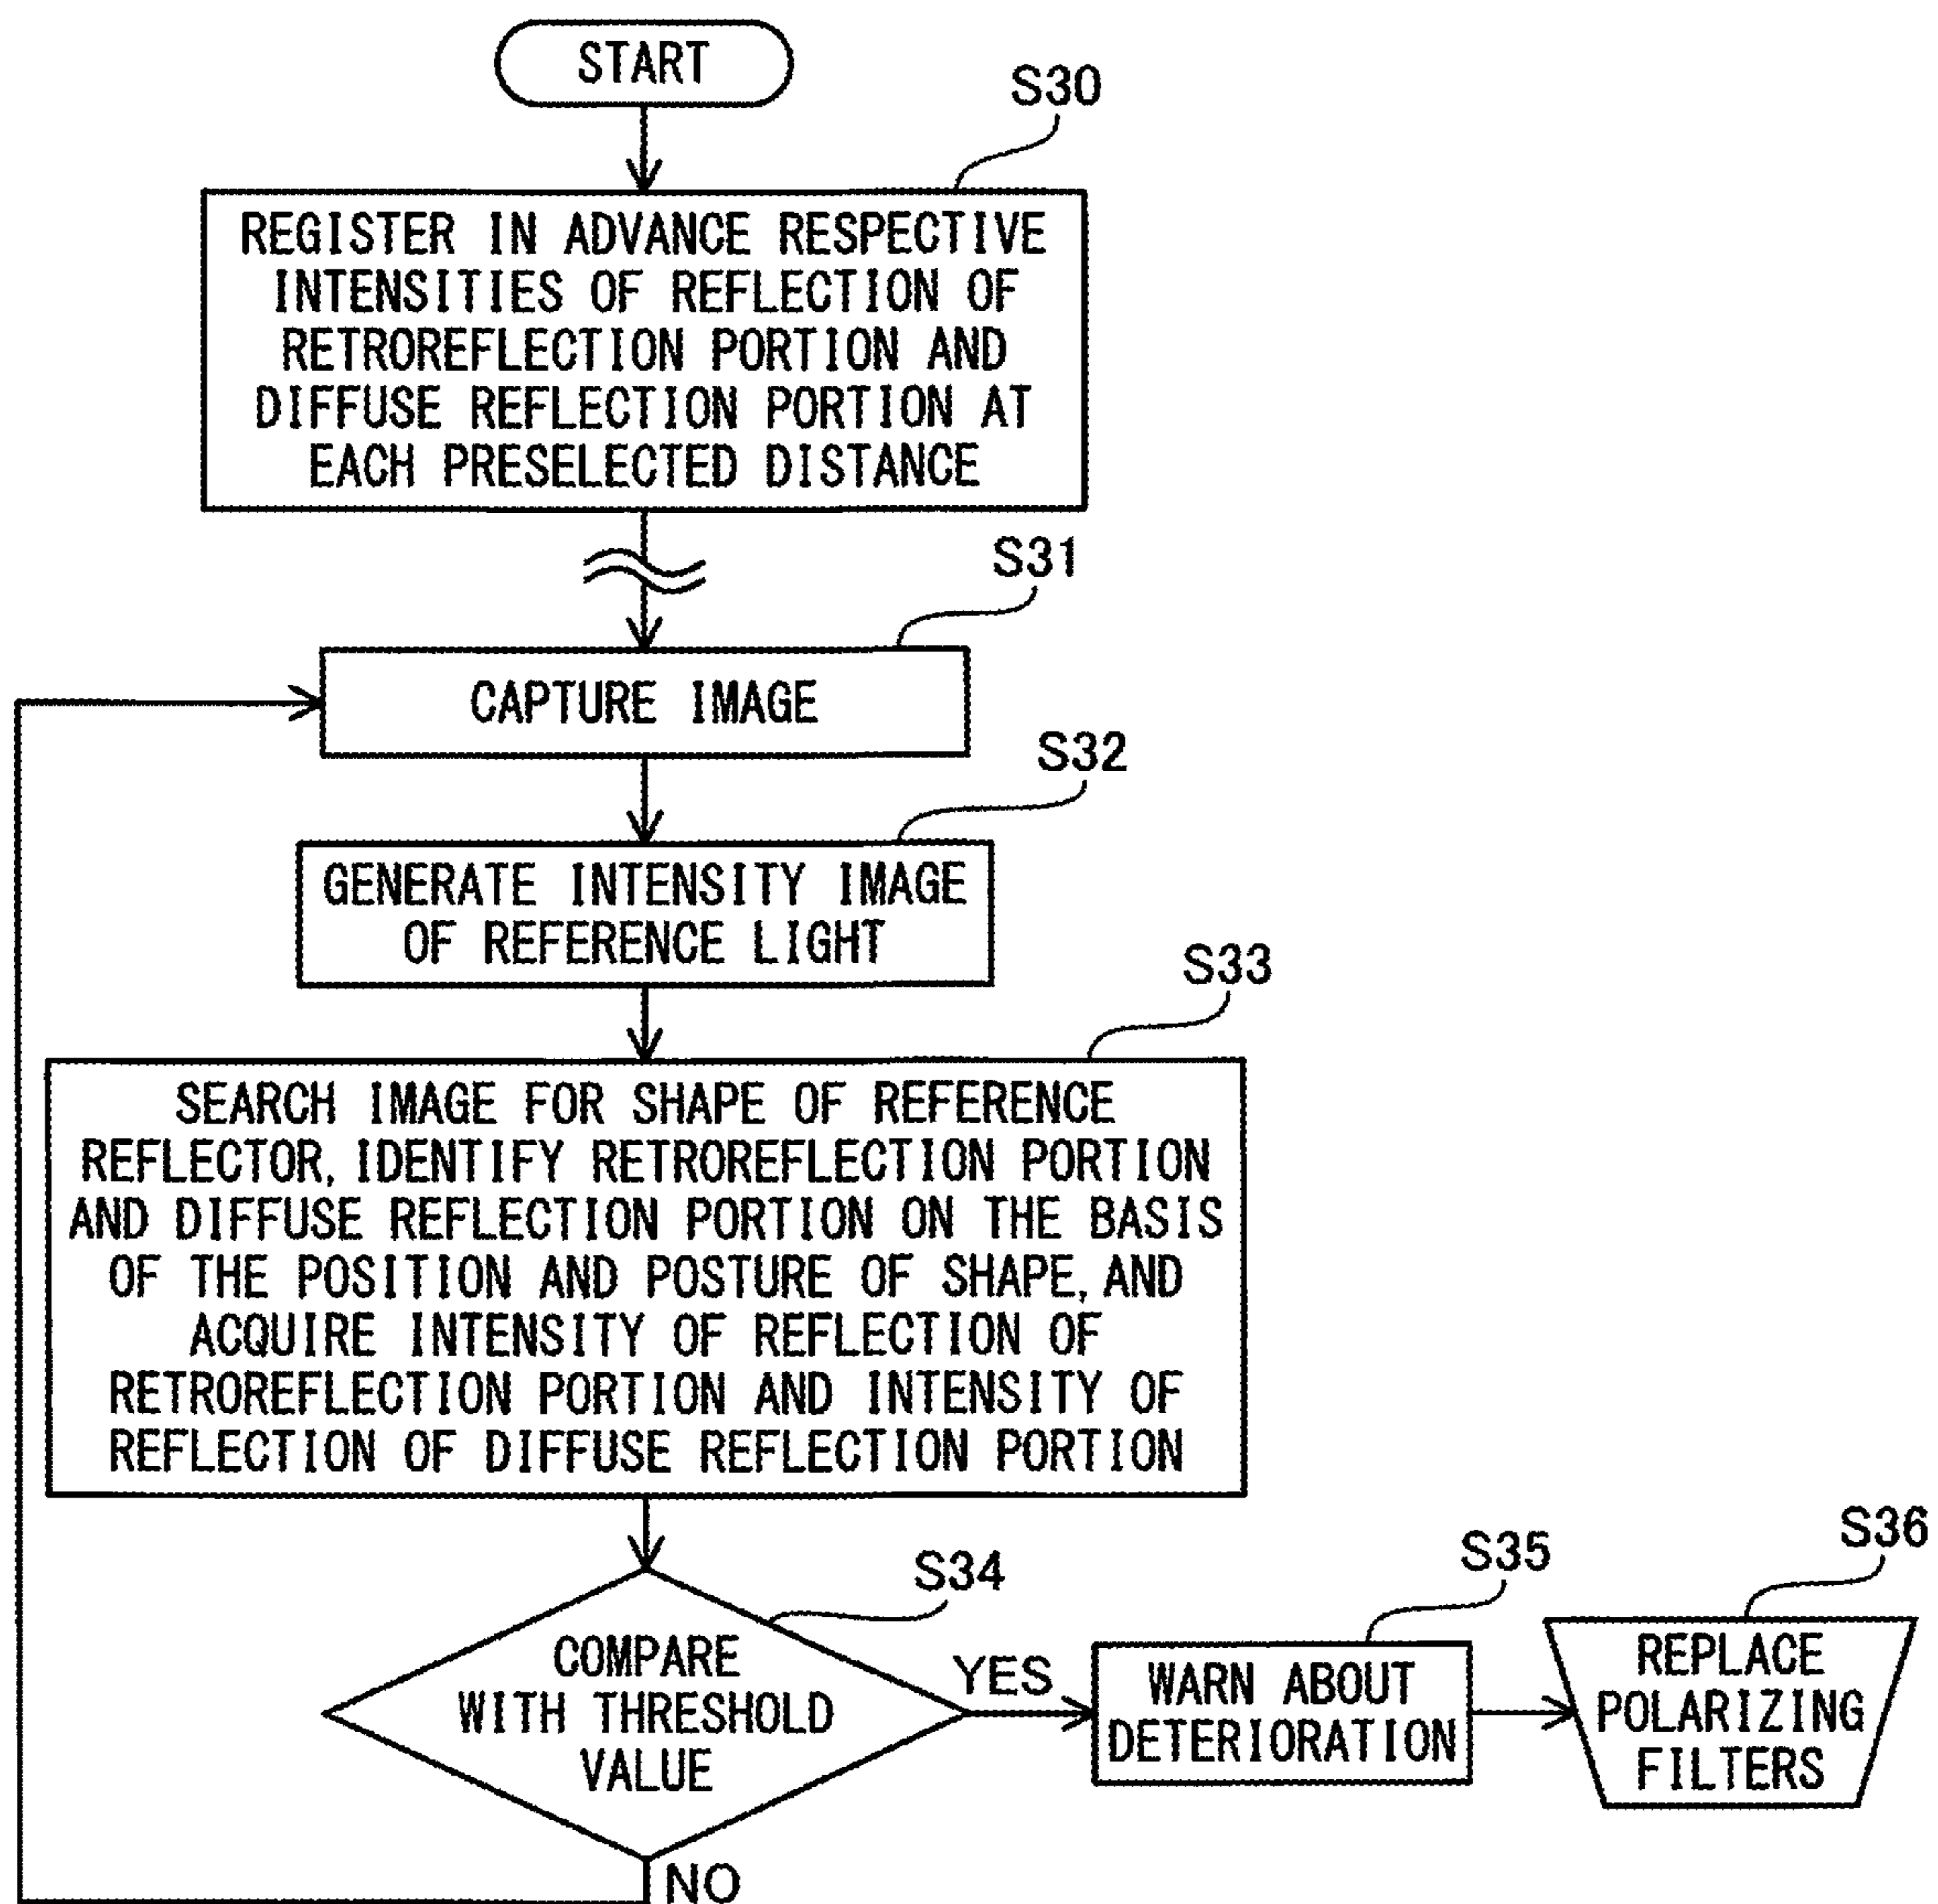 START
S30
REGISTER IN ADVANCE RESPECTIVE
INTENSITIES OF REFLECTION OF
RETROREFLECTION PORTION AND
DIFFUSE REFLECTION PORTION AT
EACH PRESELECTED DISTANCE
S31
CAPTURE IMAGE
S32
GENERATE INTENSITY IMAGE
OF REFERENCE LIGHT
S33
SEARCH IMAGE FOR SHAPE OF REFERENCE
REFLECTOR, IDENTIFY RETROREFLECTION PORTION
AND DIFFUSE REFLECTION PORTION ON THE BASIS
OF THE POSITION AND POSTURE OF SHAPE, AND
ACQUIRE INTENSITY OF REFLECTION OF
RETROREFLECTION PORTION AND INTENSITY OF
REFLECTION OF DIFFUSE REFLECTION PORTION
S34
COMPARE
WITH THRESHOLD
VALUE
YES
NO
S35
WARN ABOUT
DETERIORATION
S36
REPLACE
POLARIZING
FILTERS